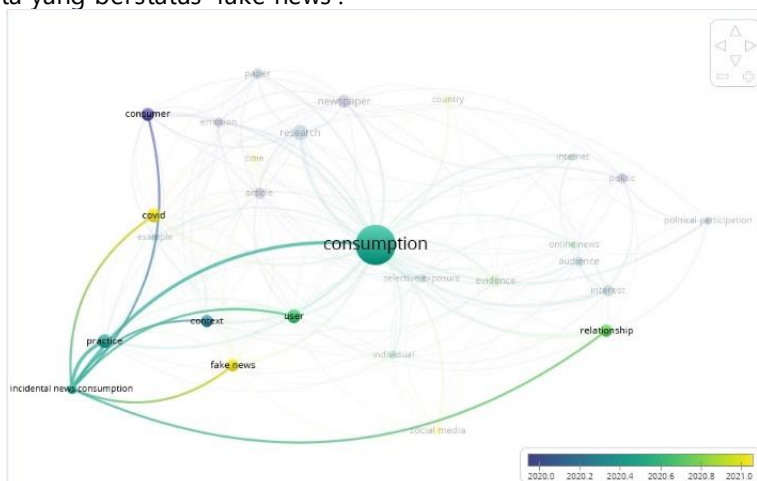 ta yang berstatus 'fake news'.
paper
newspaper
country
consumer
emotion
research
time
internet
article
politic
covid
political participation
example
consumption
online news
audience
selective exposure
evidence
interest
context
user
relationship
practice
individual
fake news
incidental news consumption
social media
2020.0 2020.2 2020.4 2020.6 2020.8 2021.0